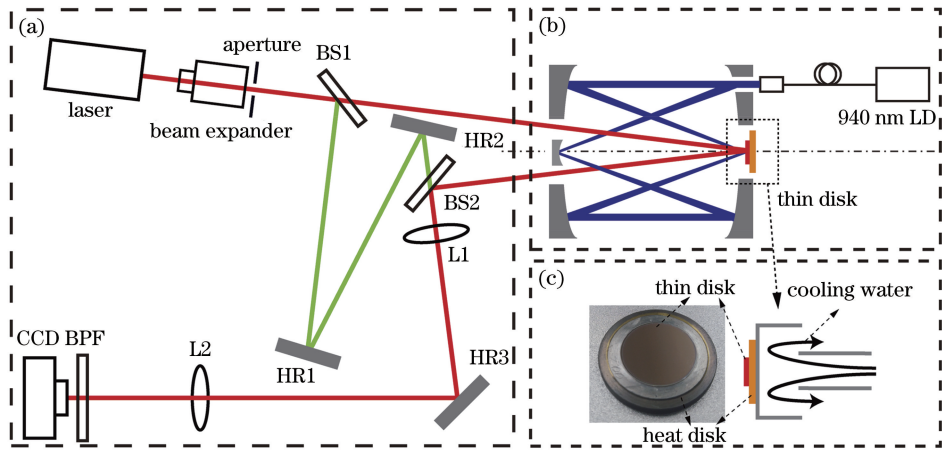 (a)
aperture
BS1
laser
beam expander
HR2
BS2
L1
HR1
HR3
CCD BPF
L2
(b)
940 nm LD
thin disk
(c)
thin disk
cooling water
heat disk